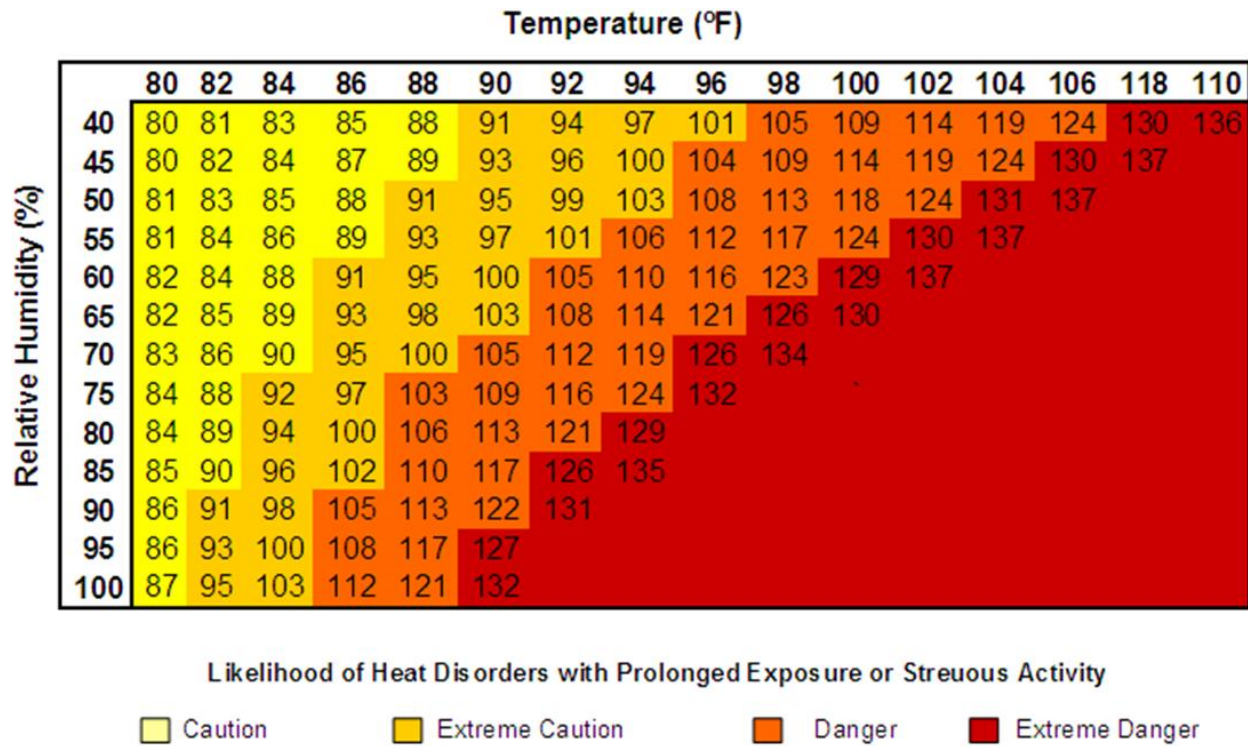 Temperature (ºF)
80 82 84 86 88 90 92 94 96 98 100 102 104 106 118 110
Relative Humidity (%)
40 80 81 83 85 88 91 94 97 101 105 109 114 119 124 130 136
45 80 82 84 87 89 93 96 100 104 109 114 119 124 130 137
50 81 83 85 88 91 95 99 103 108 113 118 124 131 137
55 81 84 86 89 93 97 101 106 112 117 124 130 137
60 82 84 88 91 95 100 105 110 116 123 129 137
65 82 85 89 93 98 103 108 114 121 126 130
70 83 86 90 95 100 105 112 119 126 134
75 84 88 92 97 103 109 116 124 132
80 84 89 94 100 106 113 121 129
85 85 90 96 102 110 117 126 135
90 86 91 98 105 113 122 131
95 86 93 100 108 117 127
100 87 95 103 112 121 132
Likelihood of Heat Disorders with Prolonged Exposure or Streuous Activity
Caution Extreme Caution Danger Extreme Danger